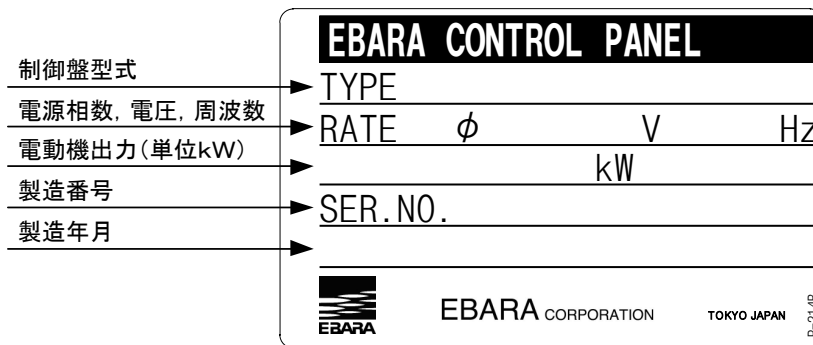 EBARA CONTROL PANEL
制御盤型式
TYPE
電源相数，電圧，周波数
RATE φ V Hz
電動機出力（単位kW）
kW
製造番号
SER.NO.
製造年月
EBARA
EBARA CORPORATION
TOKYO JAPAN